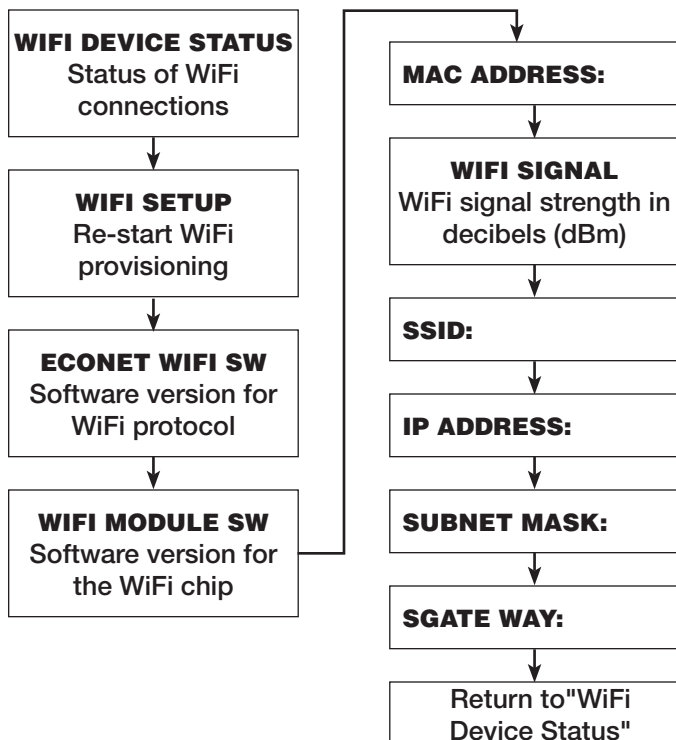 WIFI DEVICE STATUS
Status of WiFi
connections
WIFI SETUP
Re-start WiFi
provisioning
ECONET WIFI SW
Software version for
WiFi protocol
WIFI MODULE SW
Software version for
the WiFi chip
MAC ADDRESS:
WIFI SIGNAL
WiFi signal strength in
decibels (dBm)
SSID:
IP ADDRESS:
SUBNET MASK:
SGATE WAY:
Return to"WiFi
Device Status"